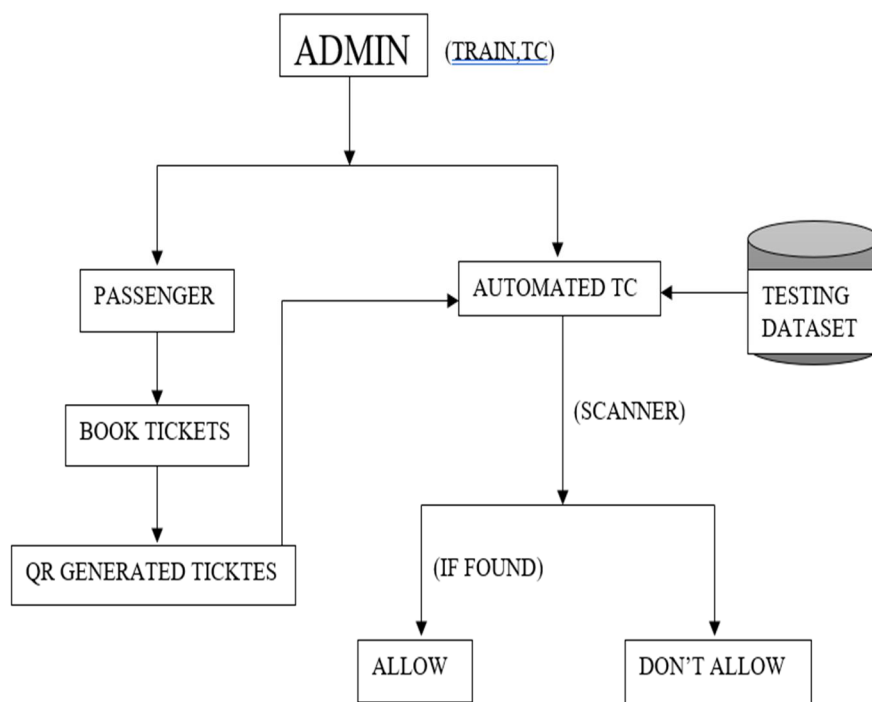 ADMIN (TRAIN,TC)
PASSENGER
AUTOMATED TC
TESTING
DATASET
BOOK TICKETS
(SCANNER)
QR GENERATED TICKTES
(IF FOUND)
ALLOW
DON'T ALLOW